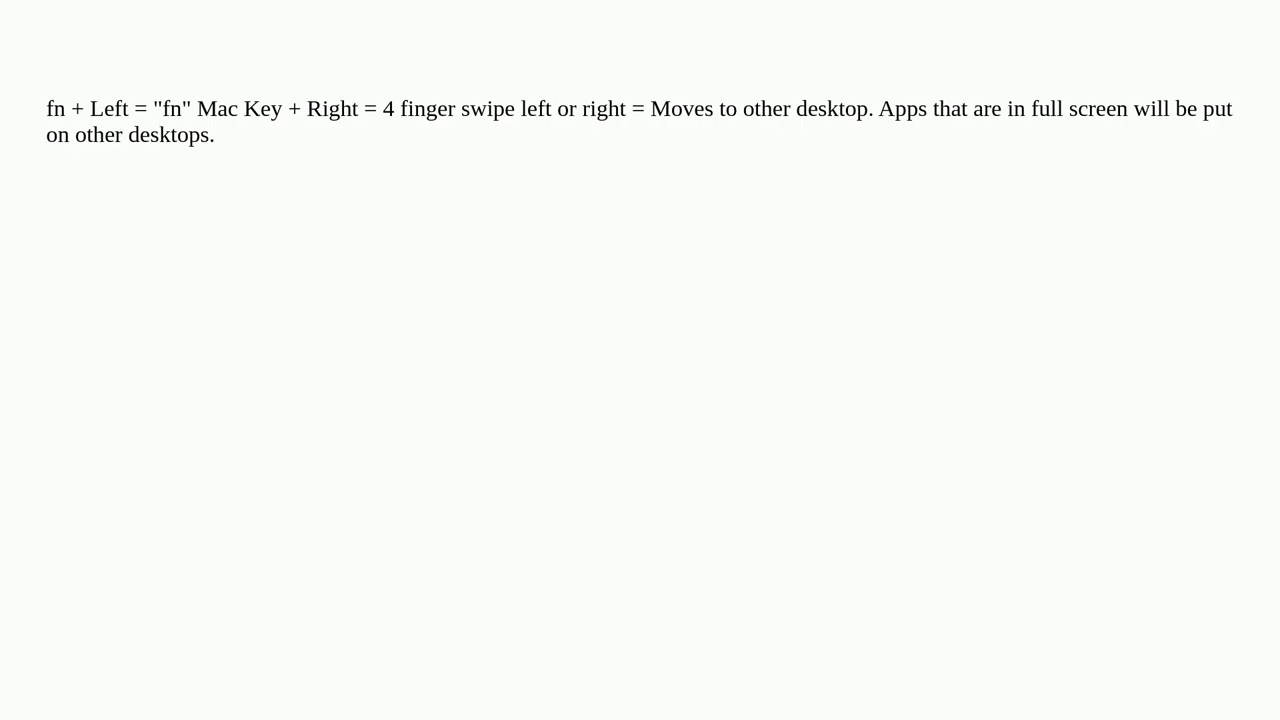 fn + Left = "fn" Mac Key + Right = 4 finger swipe left or right = Moves to other desktop. Apps that are in full screen will be put
on other desktops.